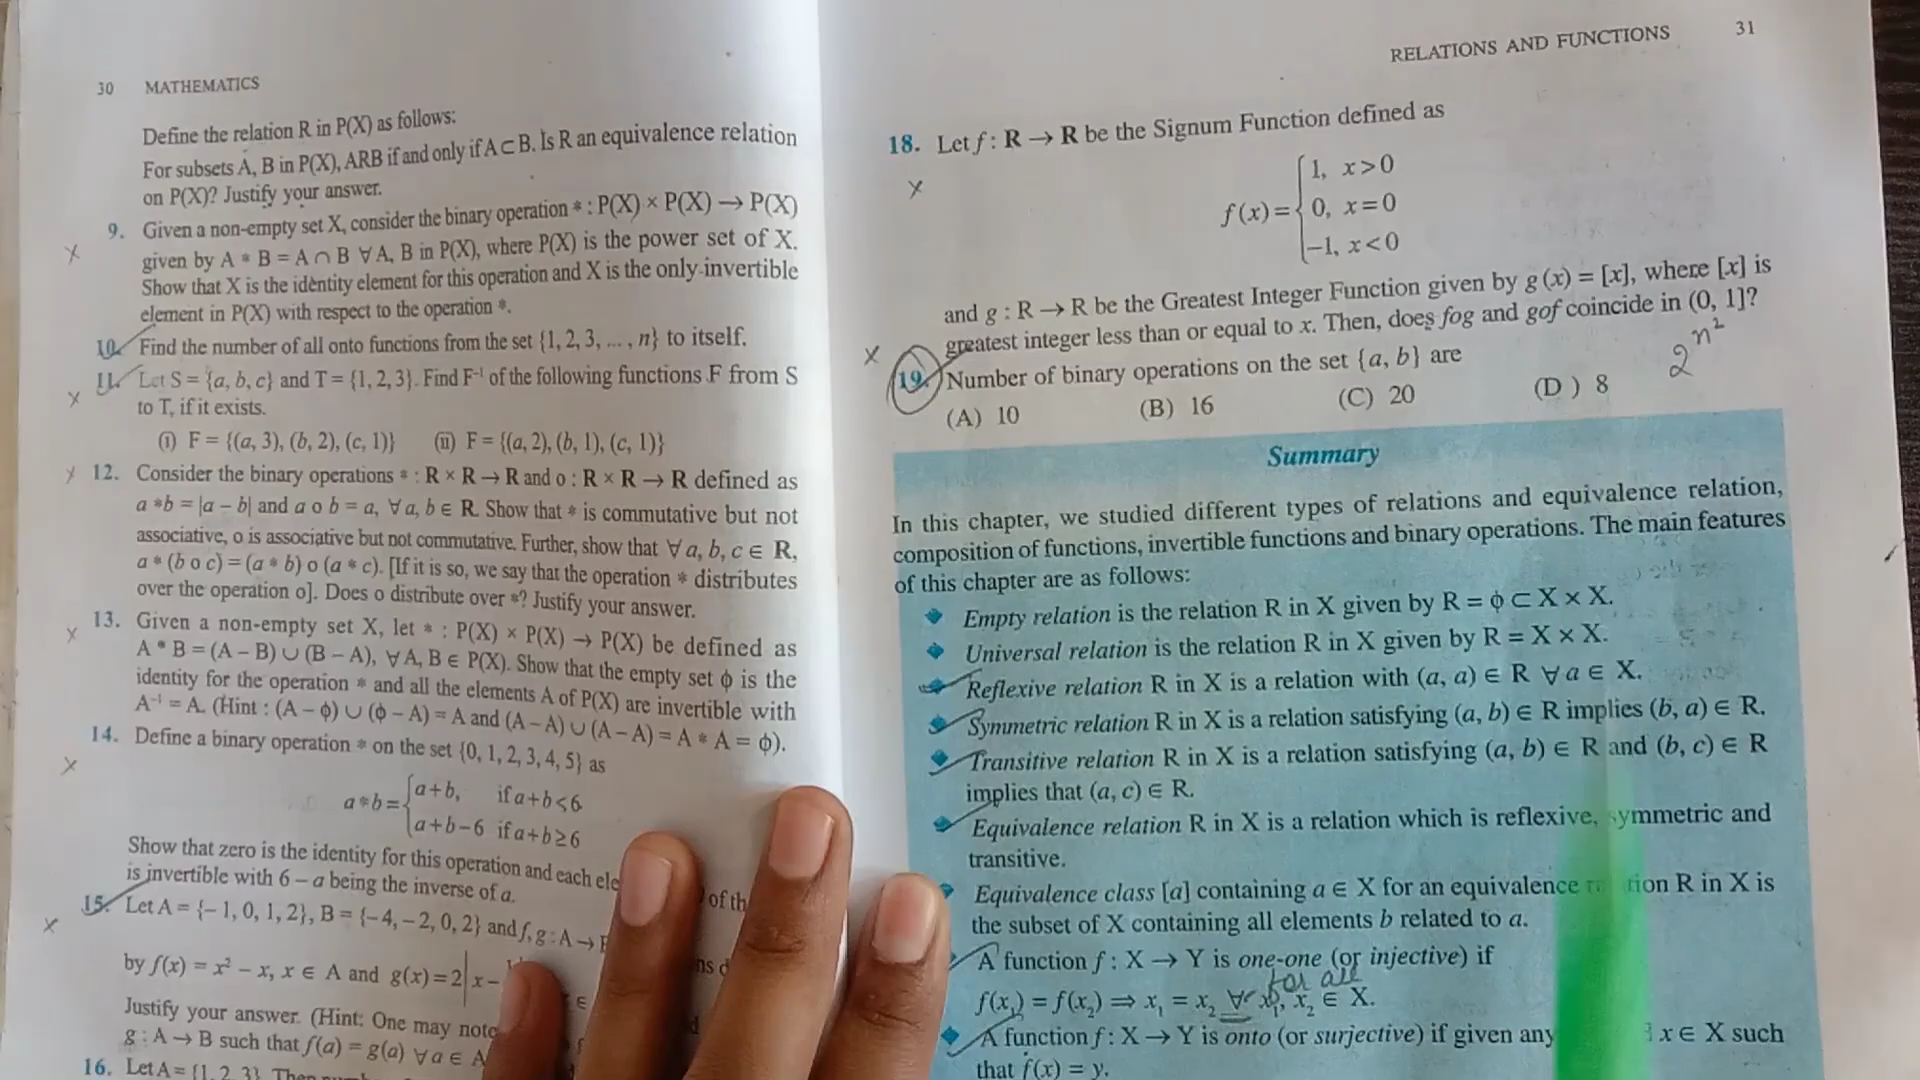 30 MATHEMATICS
Define the relation R in P(X) as follows:
For subsets A, B in P(X), ARB if and only if A ⊂ B. Is R an equivalence relation
on P(X)? Justify your answer.
9. Given a non-empty set X, consider the binary operation * : P(X) × P(X) → P(X)
given by A * B = A ∩ B ∀ A, B in P(X), where P(X) is the power set of X.
Show that X is the identity element for this operation and X is the only invertible
element in P(X) with respect to the operation *.
10. Find the number of all onto functions from the set {1, 2, 3, ... , n} to itself.
11. Let S = {a, b, c} and T = {1, 2, 3}. Find F⁻¹ of the following functions F from S
to T, if it exists.
(i) F = {(a, 3), (b, 2), (c, 1)} (ii) F = {(a, 2), (b, 1), (c, 1)}
12. Consider the binary operations * : R × R → R and o : R × R → R defined as
a * b = |a – b| and a o b = a, ∀ a, b ∈ R. Show that * is commutative but not
associative, o is associative but not commutative. Further, show that ∀ a, b, c ∈ R,
a * (b o c) = (a * b) o (a * c). [If it is so, we say that the operation * distributes
over the operation o]. Does o distribute over *? Justify your answer.
13. Given a non-empty set X, let * : P(X) × P(X) → P(X) be defined as
A * B = (A – B) ∪ (B – A), ∀ A, B ∈ P(X). Show that the empty set ϕ is the
identity for the operation * and all the elements A of P(X) are invertible with
A⁻¹ = A. (Hint : (A – ϕ) ∪ (ϕ – A) = A and (A – A) ∪ (A – A) = A * A = ϕ).
14. Define a binary operation * on the set {0, 1, 2, 3, 4, 5} as
a * b = { a + b, if a + b < 6
a + b – 6 if a + b ≥ 6
Show that zero is the identity for this operation and each ele of th
is invertible with 6 – a being the inverse of a.
15. Let A = {– 1, 0, 1, 2}, B = {– 4, – 2, 0, 2} and f, g : A →
by f(x) = x² – x, x ∈ A and g(x) = 2 | x –
Justify your answer. (Hint: One may note
g : A → B such that f(a) = g(a) ∀ a ∈ A
16. Let A = {1, 2, 3}.
RELATIONS AND FUNCTIONS 31
18. Let f : R → R be the Signum Function defined as
f(x) = { 1, x > 0
0, x = 0
–1, x < 0
and g : R → R be the Greatest Integer Function given by g (x) = [x], where [x] is
greatest integer less than or equal to x. Then, does fog and gof coincide in (0, 1]?
2^n²
19. Number of binary operations on the set {a, b} are
(A) 10 (B) 16 (C) 20 (D ) 8
Summary
In this chapter, we studied different types of relations and equivalence relation,
composition of functions, invertible functions and binary operations. The main features
of this chapter are as follows:
Empty relation is the relation R in X given by R = ϕ ⊂ X × X.
Universal relation is the relation R in X given by R = X × X.
Reflexive relation R in X is a relation with (a, a) ∈ R ∀ a ∈ X.
Symmetric relation R in X is a relation satisfying (a, b) ∈ R implies (b, a) ∈ R.
Transitive relation R in X is a relation satisfying (a, b) ∈ R and (b, c) ∈ R
implies that (a, c) ∈ R.
Equivalence relation R in X is a relation which is reflexive, symmetric and
transitive.
Equivalence class [a] containing a ∈ X for an equivalence relation R in X is
the subset of X containing all elements b related to a.
A function f : X → Y is one-one (or injective) if
for all
f(x₁) = f(x₂) ⇒ x₁ = x₂ ∀ x₁, x₂ ∈ X.
A function f : X → Y is onto (or surjective) if given any x ∈ X such
that f(x) = y.